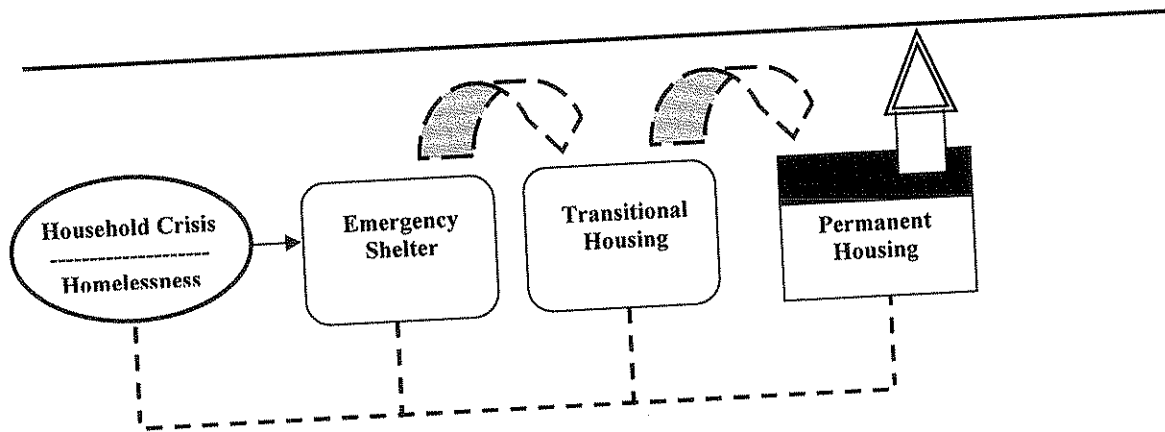 Household Crisis
Homelessness
Emergency
Shelter
Transitional
Housing
Permanent
Housing